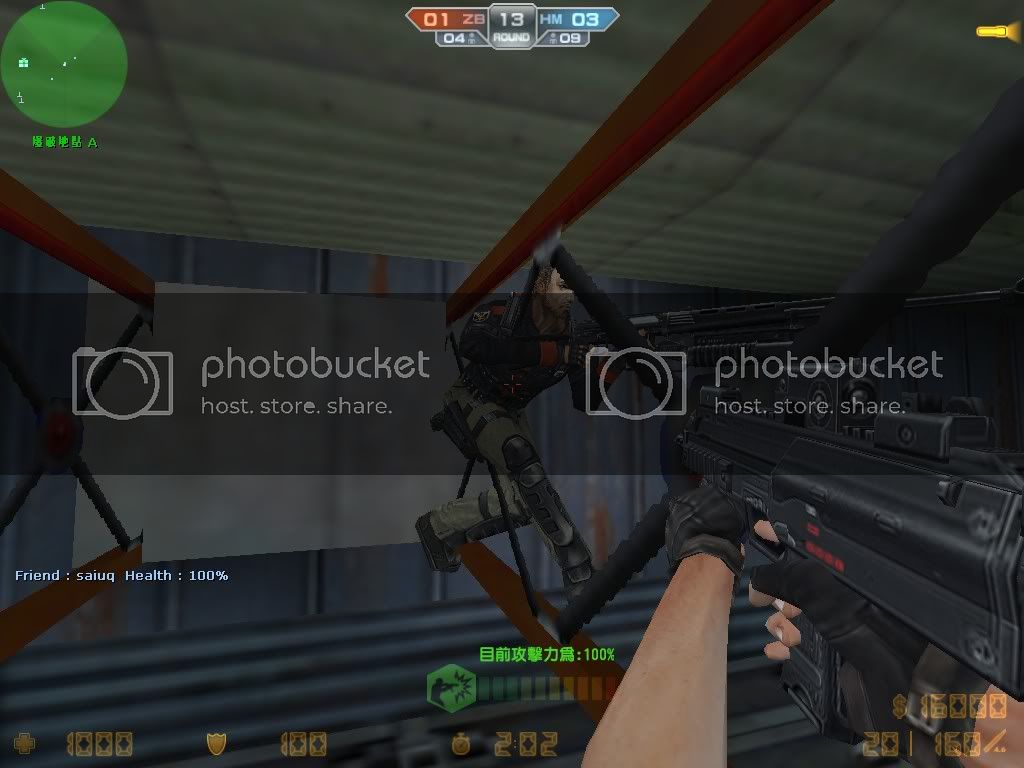 01 ZB 13 HM 03
04 ROUND 09
爆破地點 A
photobucket photobucket
host. store. share. host. store. share.
Friend : saiuq Health : 100%
目前攻擊力為:100%
$ 16000
1000 100 2:02 20 | 160